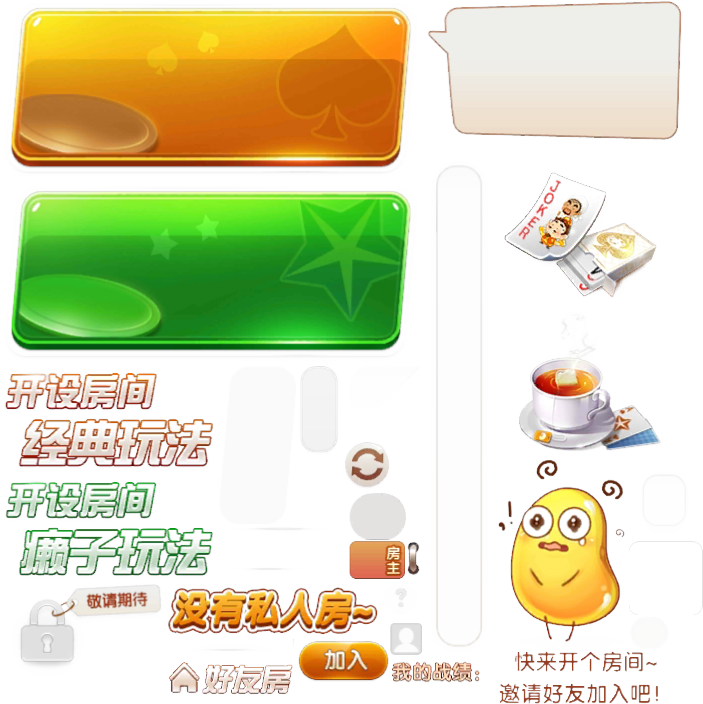 JOKER
开设房间
经典玩法
开设房间
癞子玩法
房主
敬请期待
没有私人房~
加入
好友房
我的战绩:
快来开个房间~
邀请好友加入吧!